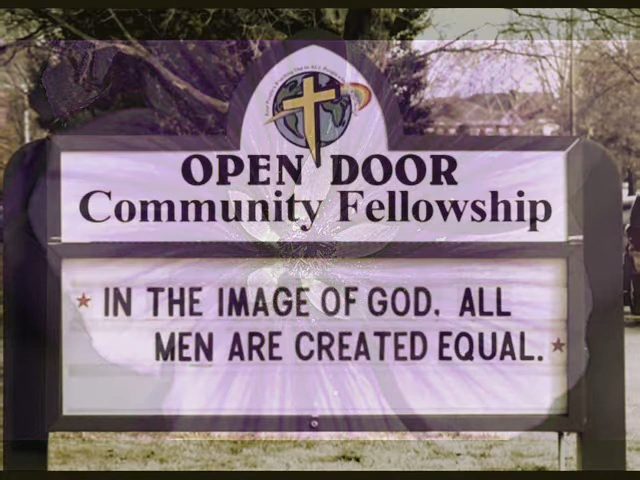 OPEN DOOR
Community Fellowship
IN THE IMAGE OF GOD, ALL
MEN ARE CREATED EQUAL.